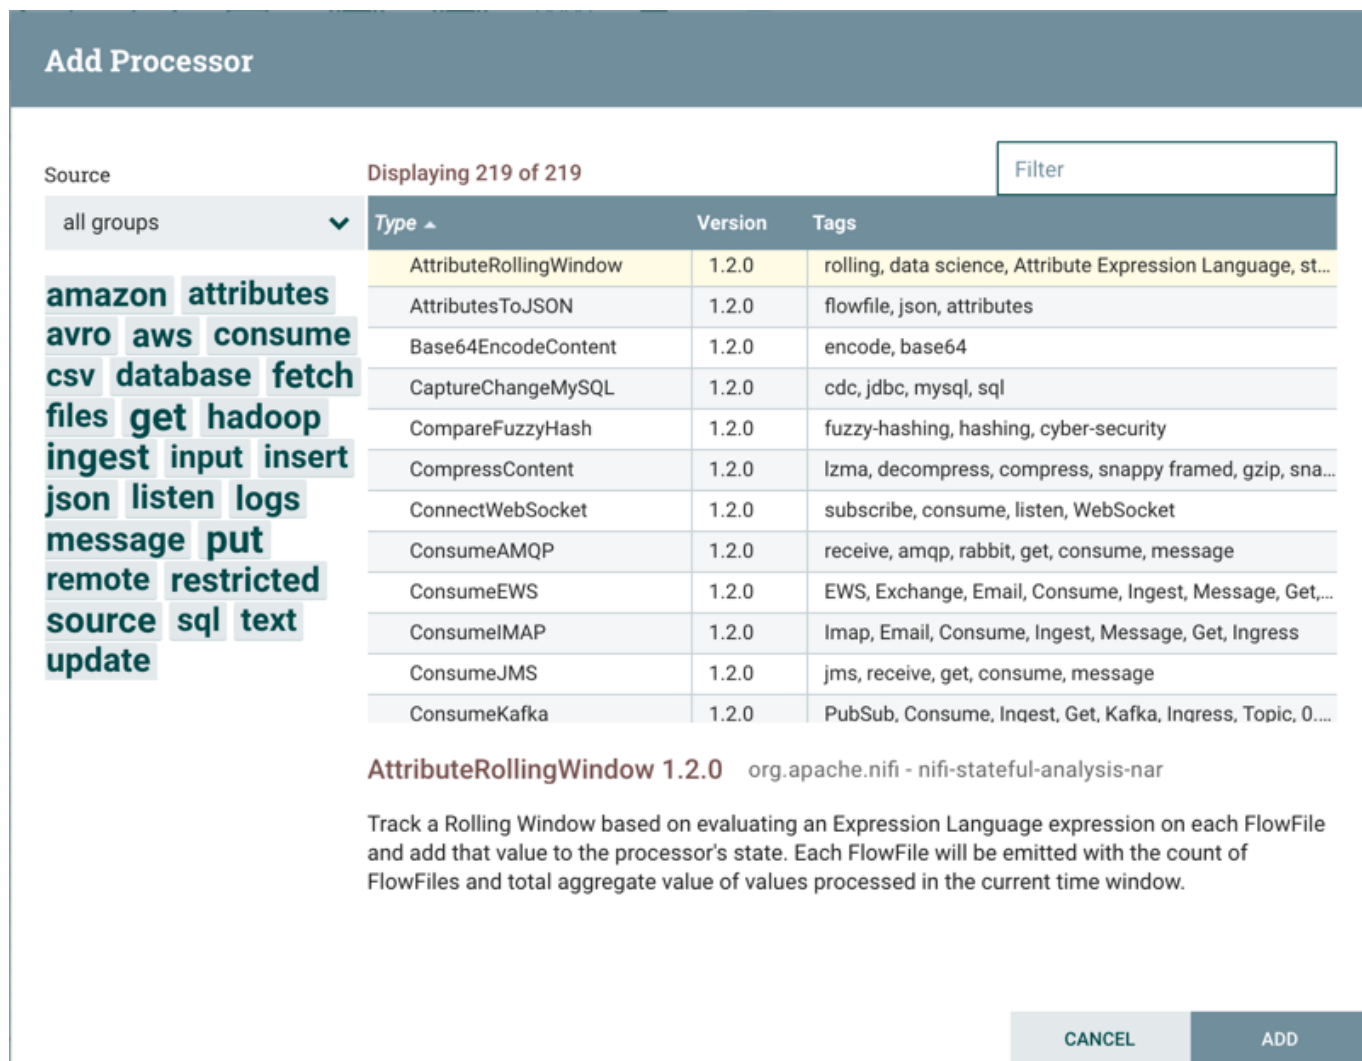 Add Processor
Source
Displaying 219 of 219
Filter
all groups
Type Version Tags
amazon attributes
avro aws consume
csv database fetch
files get hadoop
ingest input insert
json listen logs
message put
remote restricted
source sql text
update
AttributeRollingWindow 1.2.0 rolling, data science, Attribute Expression Language, st...
AttributesToJSON 1.2.0 flowfile, json, attributes
Base64EncodeContent 1.2.0 encode, base64
CaptureChangeMySQL 1.2.0 cdc, jdbc, mysql, sql
CompareFuzzyHash 1.2.0 fuzzy-hashing, hashing, cyber-security
CompressContent 1.2.0 lzma, decompress, compress, snappy framed, gzip, sna...
ConnectWebSocket 1.2.0 subscribe, consume, listen, WebSocket
ConsumeAMQP 1.2.0 receive, amqp, rabbit, get, consume, message
ConsumeEWS 1.2.0 EWS, Exchange, Email, Consume, Ingest, Message, Get,...
ConsumeIMAP 1.2.0 Imap, Email, Consume, Ingest, Message, Get, Ingress
ConsumeJMS 1.2.0 jms, receive, get, consume, message
ConsumeKafka 1.2.0 PubSub, Consume, Ingest, Get, Kafka, Ingress, Topic, 0....
AttributeRollingWindow 1.2.0 org.apache.nifi - nifi-stateful-analysis-nar
Track a Rolling Window based on evaluating an Expression Language expression on each FlowFile
and add that value to the processor's state. Each FlowFile will be emitted with the count of
FlowFiles and total aggregate value of values processed in the current time window.
CANCEL ADD